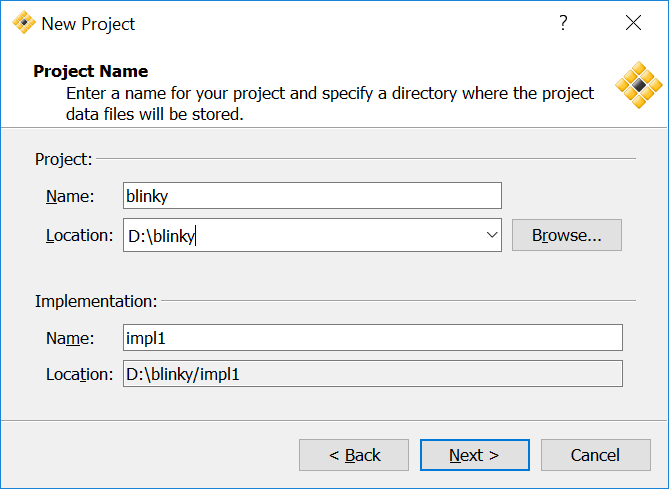 New Project
?
Project Name
Enter a name for your project and specify a directory where the project
data files will be stored.
Project:
Name: blinky
Location: D:\blinky Browse...
Implementation:
Name: impl1
Location: D:\blinky/impl1
< Back Next > Cancel